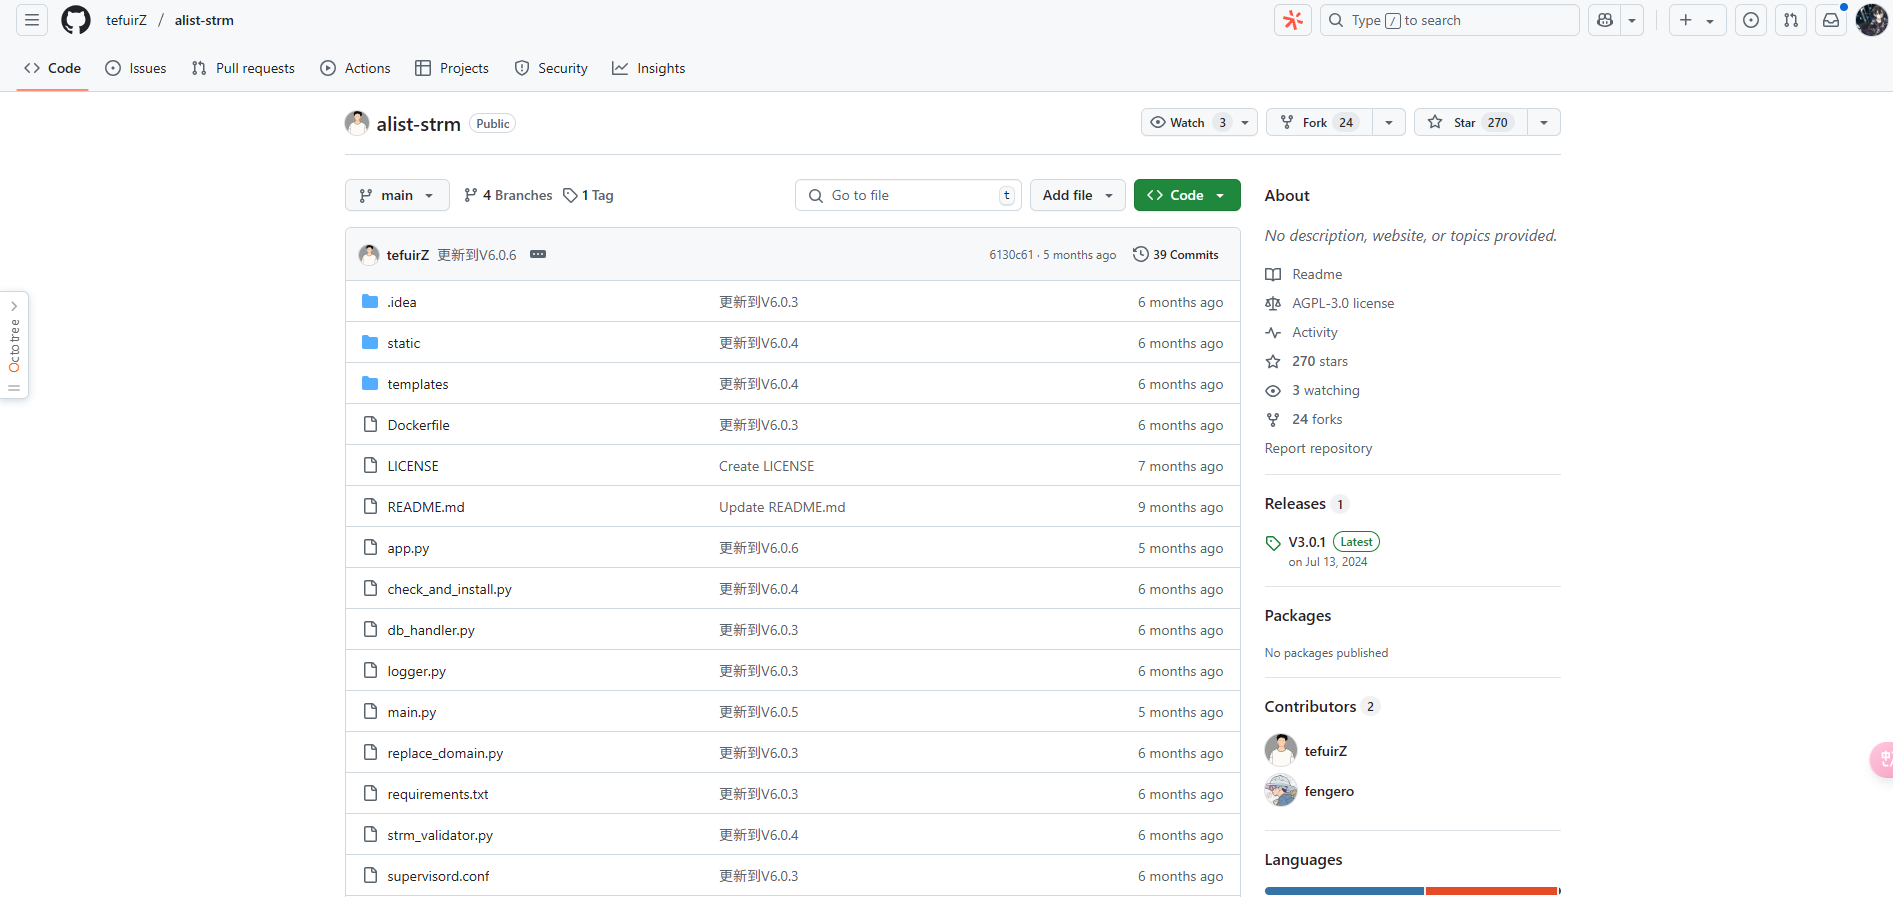 tefuirZ / alist-strm
Type / to search
Code Issues Pull requests Actions Projects Security Insights
alist-strm Public
Watch 3 Fork 24 Star 270
main 4 Branches 1 Tag Go to file t Add file Code
tefuirZ 更新到V6.0.6 6130c61 · 5 months ago 39 Commits
.idea 更新到V6.0.3 6 months ago
static 更新到V6.0.4 6 months ago
templates 更新到V6.0.4 6 months ago
Dockerfile 更新到V6.0.3 6 months ago
LICENSE Create LICENSE 7 months ago
README.md Update README.md 9 months ago
app.py 更新到V6.0.6 5 months ago
check_and_install.py 更新到V6.0.4 6 months ago
db_handler.py 更新到V6.0.3 6 months ago
logger.py 更新到V6.0.3 6 months ago
main.py 更新到V6.0.5 5 months ago
replace_domain.py 更新到V6.0.3 6 months ago
requirements.txt 更新到V6.0.3 6 months ago
strm_validator.py 更新到V6.0.4 6 months ago
supervisord.conf 更新到V6.0.3 6 months ago
About
No description, website, or topics provided.
Readme
AGPL-3.0 license
Activity
270 stars
3 watching
24 forks
Report repository
Releases 1
V3.0.1 Latest
on Jul 13, 2024
Packages
No packages published
Contributors 2
tefuirZ
fengero
Languages
Octotree